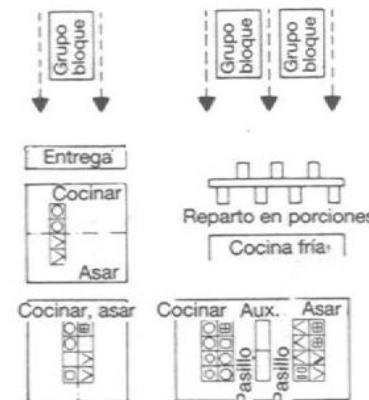 Grupo
bloque
Grupo
bloque
Grupo
bloque
Entrega
Cocinar
Asar
Reparto en porciones
Cocina fría
Cocinar, asar
Cocinar
Aux.
Asar
Pasillo
Pasillo